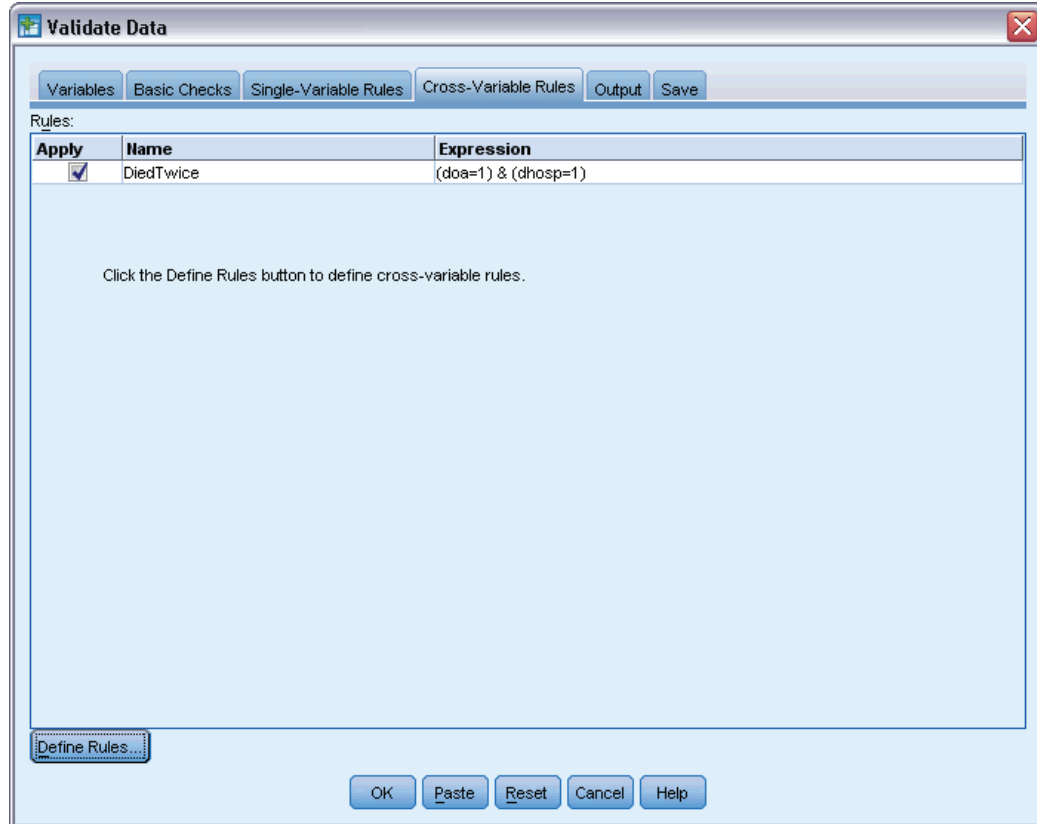 Validate Data
Variables Basic Checks Single-Variable Rules Cross-Variable Rules Output Save
Rules:
Apply Name Expression
DiedTwice (doa=1) & (dhosp=1)
Click the Define Rules button to define cross-variable rules.
Define Rules...
OK Paste Reset Cancel Help